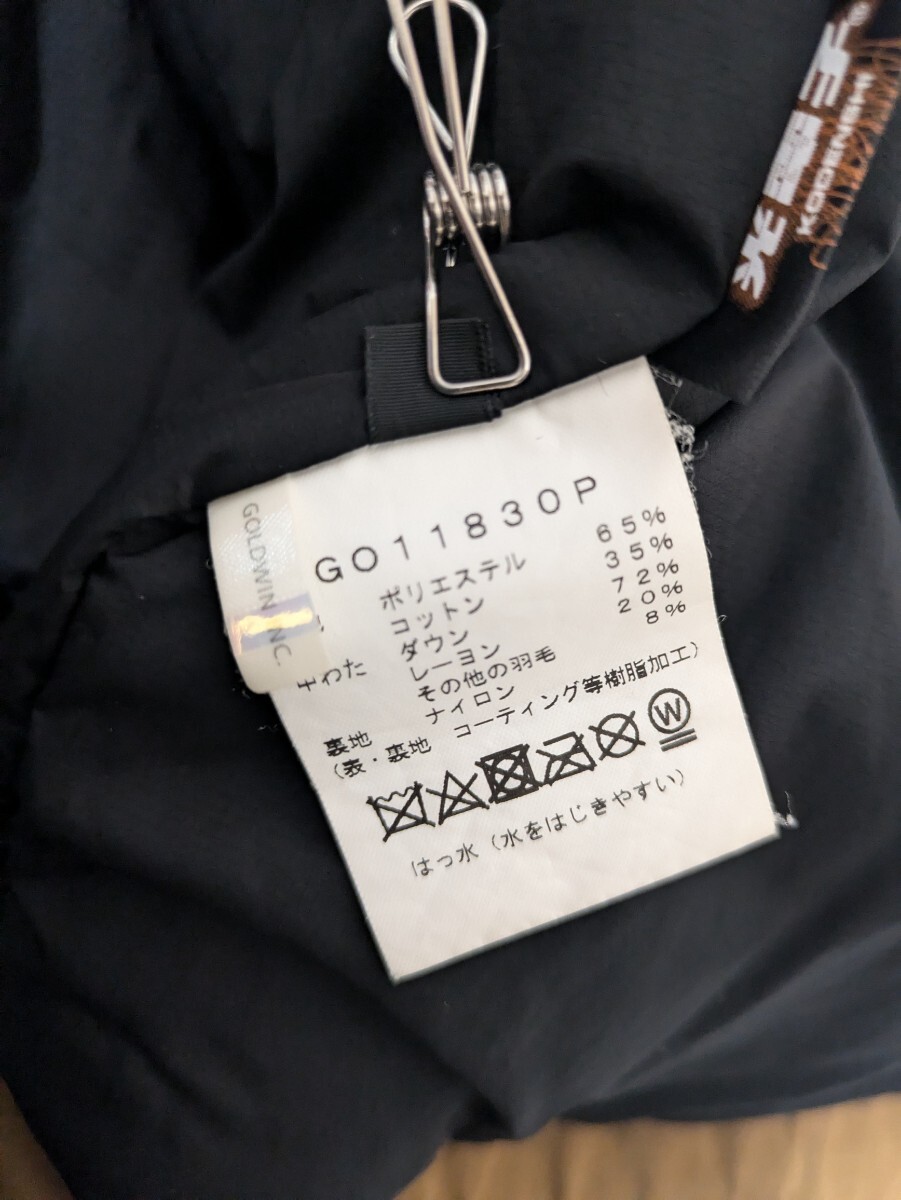 光電子®
KODENSHI
GOLDWIN INC.
GO11830P
ポリエステル 65%
コットン 35%
ダウン 72%
中わた レーヨン 20%
その他の羽毛 8%
裏地 ナイロン
(表・裏地 コーティング等樹脂加工)
W
はっ水 (水をはじきやすい)